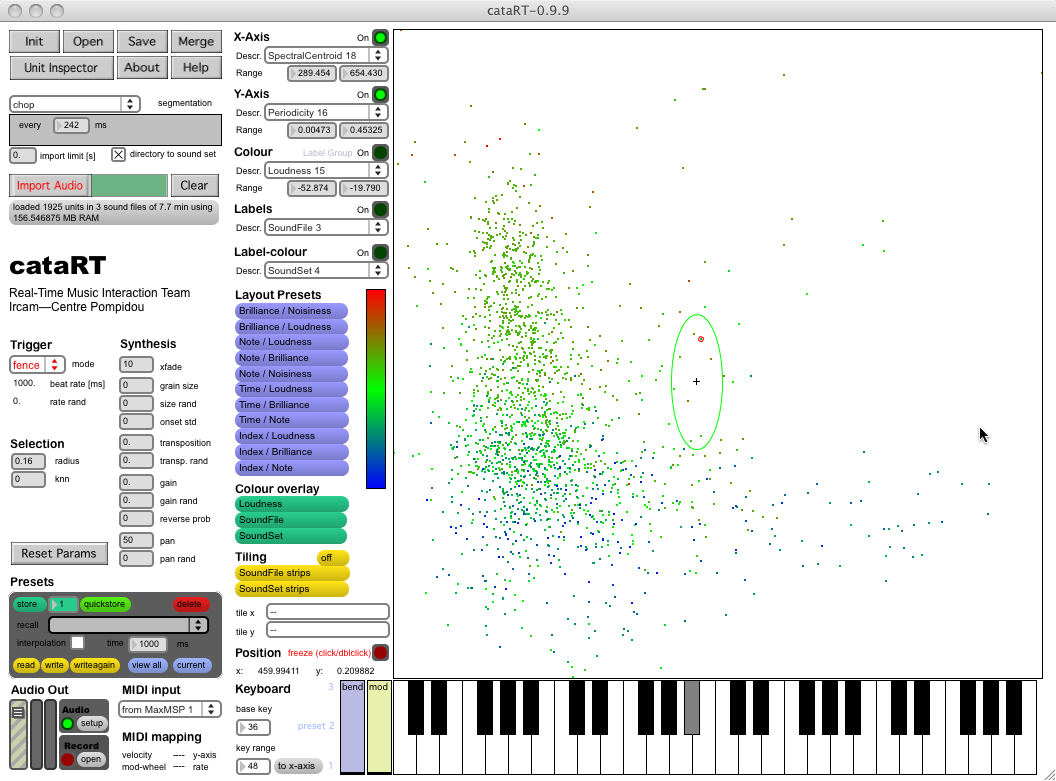 cataRT-0.9.9
Init Open Save Merge
Unit Inspector About Help
chop segmentation
every 242 ms
0. import limit [s] directory to sound set
Import Audio Clear
loaded 1925 units in 3 sound files of 7.7 min using
156.546875 MB RAM
cataRT
Real-Time Music Interaction Team
Ircam—Centre Pompidou
Trigger
fence mode
1000. beat rate [ms]
0. rate rand
Selection
0.16 radius
0 knn
Reset Params
Synthesis
10 xfade
0 grain size
0 size rand
0 onset std
0. transposition
0. transp. rand
0. gain
0. gain rand
0 reverse prob
50 pan
0 pan rand
Presets
store 1 quickstore delete
recall
interpolation time 1000 ms
read write writeagain view all current
Audio Out
Audio
setup
Record
open
MIDI input
from MaxMSP 1
MIDI mapping
velocity ---- y-axis
mod-wheel ---- rate
X-Axis On
Descr. SpectralCentroid 18
Range 289.454 654.430
Y-Axis On
Descr. Periodicity 16
Range 0.00473 0.45325
Colour Label Group On
Descr. Loudness 15
Range -52.874 -19.790
Labels On
Descr. SoundFile 3
Label-colour On
Descr. SoundSet 4
Layout Presets
Brilliance / Noisiness
Brilliance / Loudness
Note / Loudness
Note / Brilliance
Note / Noisiness
Time / Loudness
Time / Brilliance
Time / Note
Index / Loudness
Index / Brilliance
Index / Note
Colour overlay
Loudness
SoundFile
SoundSet
Tiling off
SoundFile strips
SoundSet strips
tile x --
tile y --
Position freeze (click/dblclick)
x: 459.99411 y: 0.209882
Keyboard 3
base key
36 preset 2
key range
48 to x-axis 1
bend mod